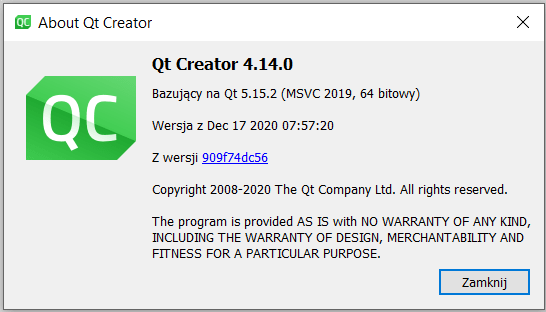 About Qt Creator
QC
Qt Creator 4.14.0
Bazujący na Qt 5.15.2 (MSVC 2019, 64 bitowy)
Wersja z Dec 17 2020 07:57:20
Z wersji 909f74dc56
Copyright 2008-2020 The Qt Company Ltd. All rights reserved.
The program is provided AS IS with NO WARRANTY OF ANY KIND,
INCLUDING THE WARRANTY OF DESIGN, MERCHANTABILITY AND
FITNESS FOR A PARTICULAR PURPOSE.
Zamknij